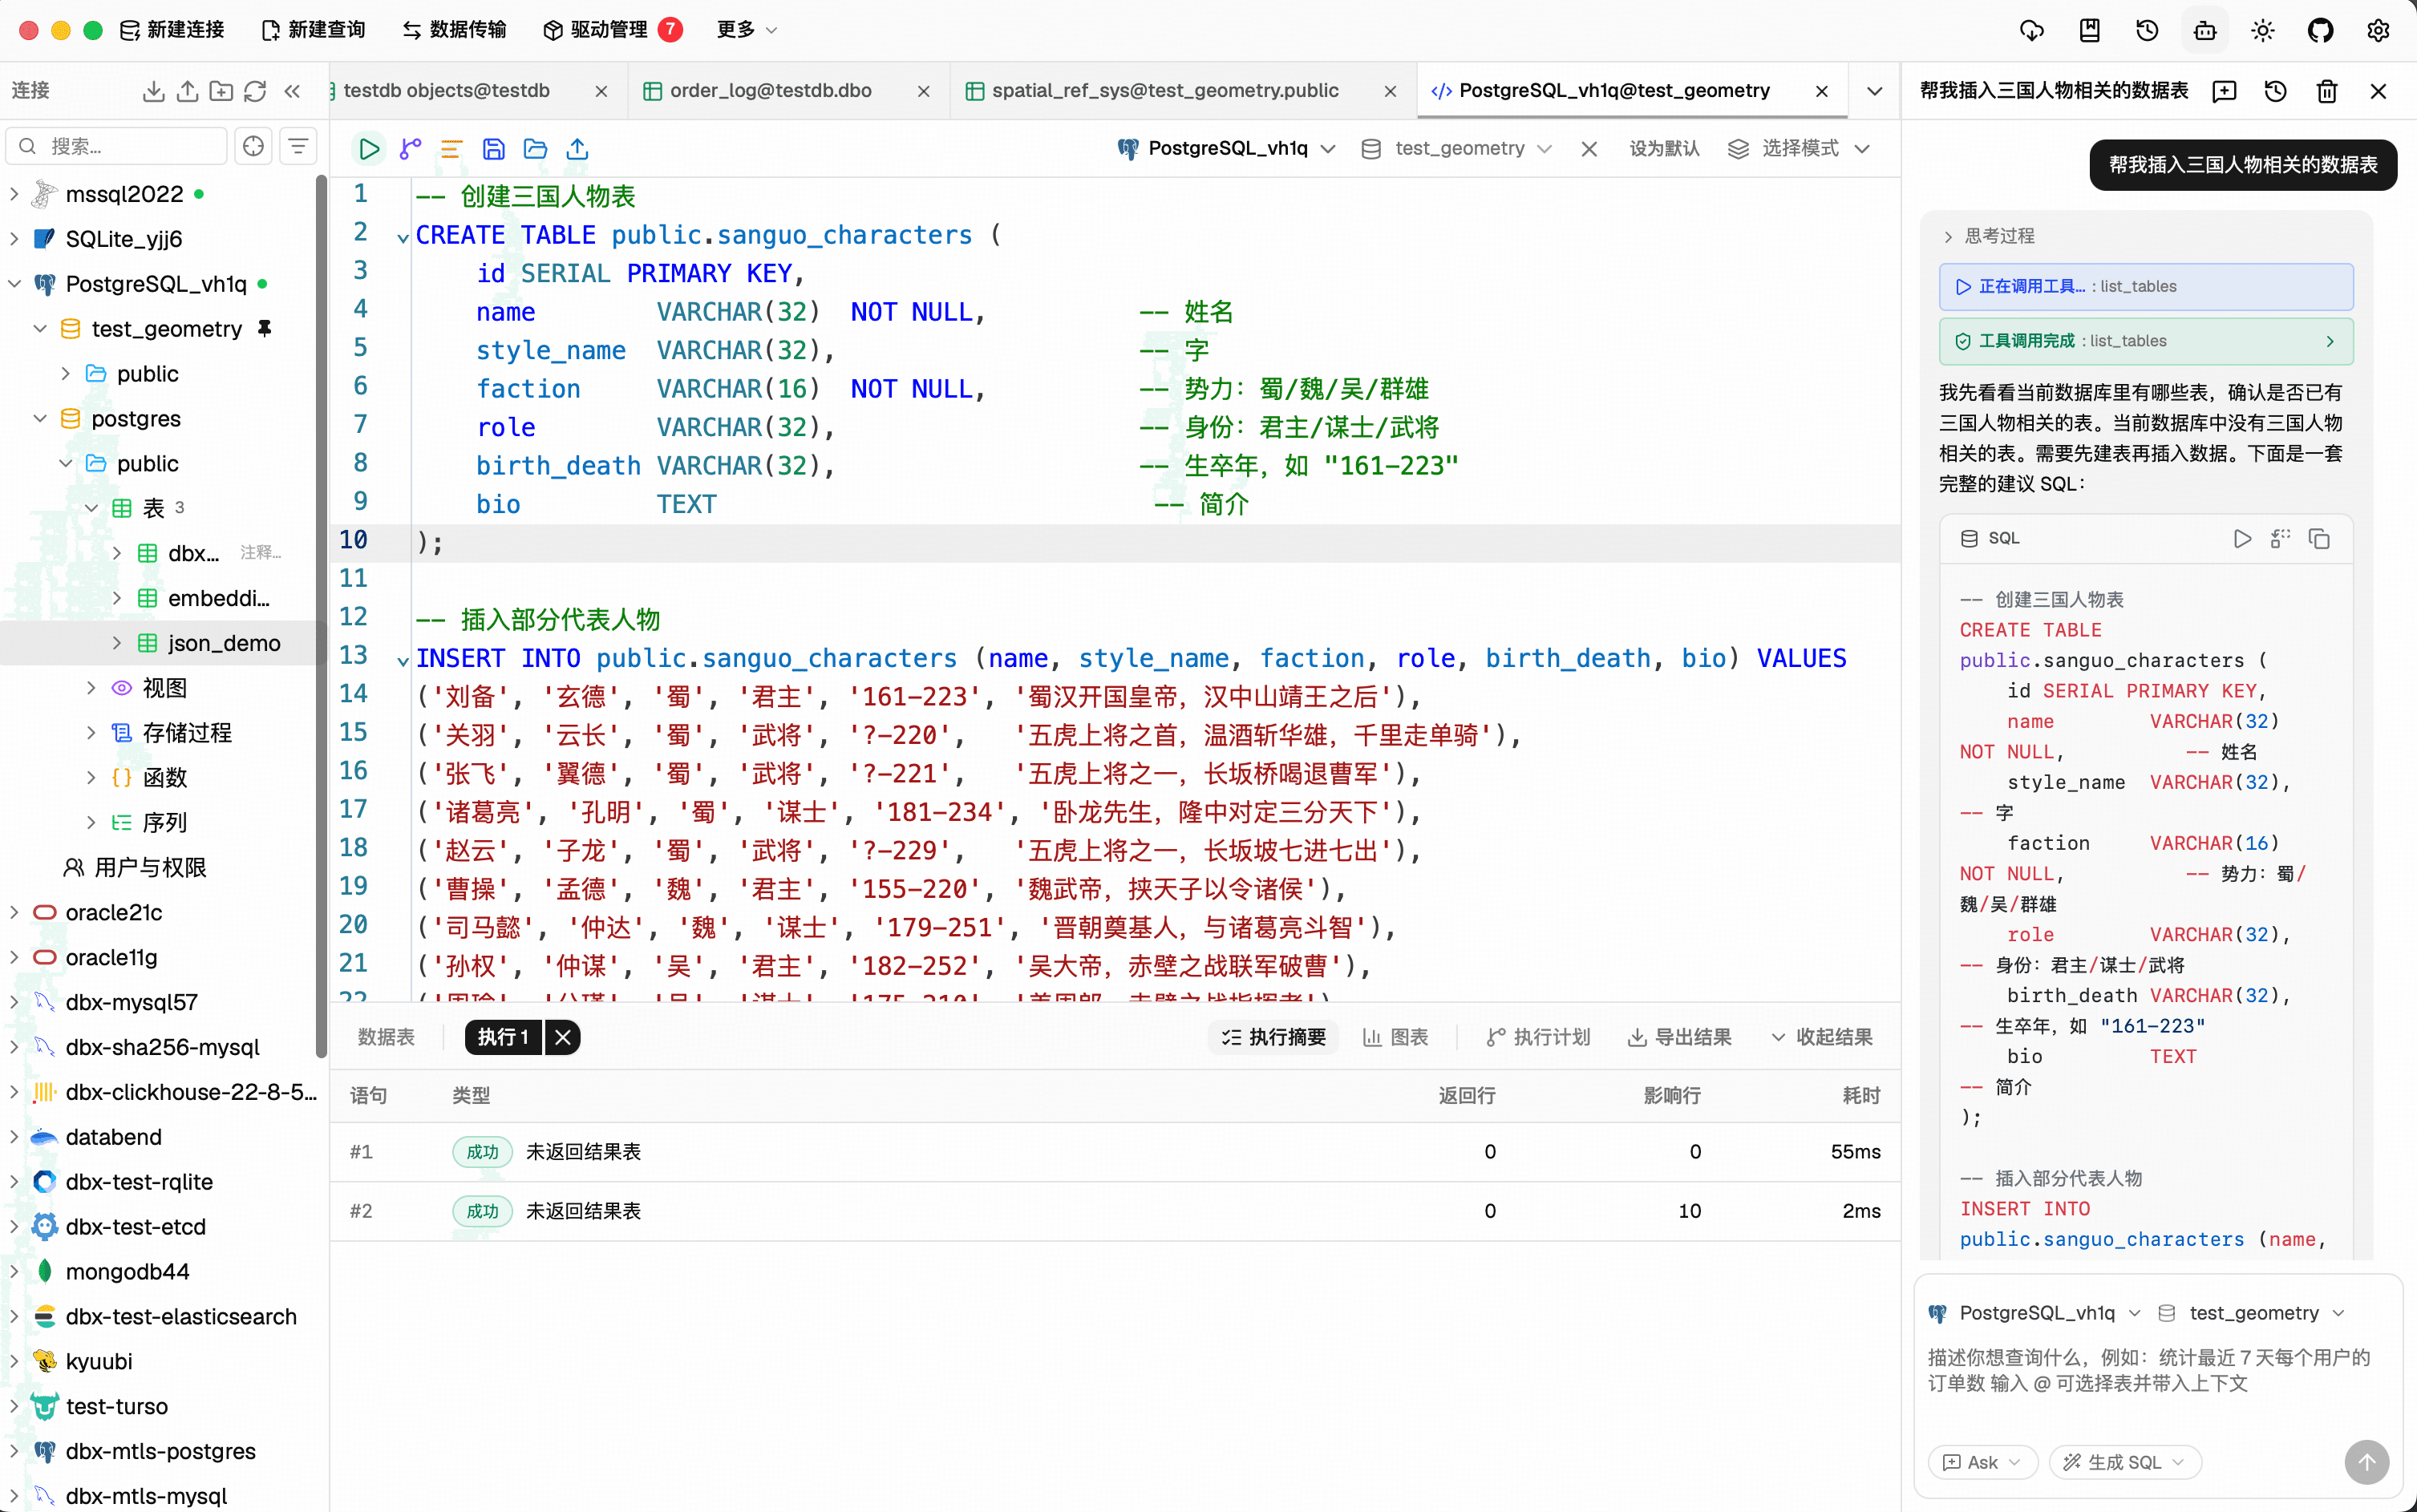 新建连接 新建查询 数据传输 驱动管理 7 更多
连接
搜索...
mssql2022
SQLite_yjj6
PostgreSQL_vh1q
test_geometry
public
postgres
public
表 3
dbx... 注释...
embeddi...
json_demo
视图
存储过程
函数
序列
用户与权限
oracle21c
oracle11g
dbx-mysql57
dbx-sha256-mysql
dbx-clickhouse-22-8-5...
databend
dbx-test-rqlite
dbx-test-etcd
mongodb44
dbx-test-elasticsearch
kyuubi
test-turso
dbx-mtls-postgres
dbx-mtls-mysql
testdb objects@testdb order_log@testdb.dbo spatial_ref_sys@test_geometry.public PostgreSQL_vh1q@test_geometry
PostgreSQL_vh1q test_geometry 设为默认 选择模式
1 -- 创建三国人物表
2 CREATE TABLE public.sanguo_characters (
3 id SERIAL PRIMARY KEY,
4 name VARCHAR(32) NOT NULL, -- 姓名
5 style_name VARCHAR(32), -- 字
6 faction VARCHAR(16) NOT NULL, -- 势力：蜀/魏/吴/群雄
7 role VARCHAR(32), -- 身份：君主/谋士/武将
8 birth_death VARCHAR(32), -- 生卒年，如 "161-223"
9 bio TEXT -- 简介
10 );
11
12 -- 插入部分代表人物
13 INSERT INTO public.sanguo_characters (name, style_name, faction, role, birth_death, bio) VALUES
14 ('刘备', '玄德', '蜀', '君主', '161-223', '蜀汉开国皇帝，汉中山靖王之后'),
15 ('关羽', '云长', '蜀', '武将', '?-220', '五虎上将之首，温酒斩华雄，千里走单骑'),
16 ('张飞', '翼德', '蜀', '武将', '?-221', '五虎上将之一，长坂桥喝退曹军'),
17 ('诸葛亮', '孔明', '蜀', '谋士', '181-234', '卧龙先生，隆中对定三分天下'),
18 ('赵云', '子龙', '蜀', '武将', '?-229', '五虎上将之一，长坂坡七进七出'),
19 ('曹操', '孟德', '魏', '君主', '155-220', '魏武帝，挟天子以令诸侯'),
20 ('司马懿', '仲达', '魏', '谋士', '179-251', '晋朝奠基人，与诸葛亮斗智'),
21 ('孙权', '仲谋', '吴', '君主', '182-252', '吴大帝，赤壁之战联军破曹'),
数据表 执行 1 执行摘要 图表 执行计划 导出结果 收起结果
语句 类型 返回行 影响行 耗时
#1 成功 未返回结果表 0 0 55ms
#2 成功 未返回结果表 0 10 2ms
帮我插入三国人物相关的数据表
帮我插入三国人物相关的数据表
思考过程
正在调用工具... : list_tables
工具调用完成 : list_tables
我先看看当前数据库里有哪些表，确认是否已有
三国人物相关的表。当前数据库中没有三国人物
相关的表。需要先建表再插入数据。下面是一套
完整的建议 SQL：
SQL
-- 创建三国人物表
CREATE TABLE
public.sanguo_characters (
id SERIAL PRIMARY KEY,
name VARCHAR(32)
NOT NULL, -- 姓名
style_name VARCHAR(32),
-- 字
faction VARCHAR(16)
NOT NULL, -- 势力：蜀/
魏/吴/群雄
role VARCHAR(32),
-- 身份：君主/谋士/武将
birth_death VARCHAR(32),
-- 生卒年，如 "161-223"
bio TEXT
-- 简介
);
-- 插入部分代表人物
INSERT INTO
public.sanguo_characters (name,
PostgreSQL_vh1q test_geometry
描述你想查询什么，例如：统计最近 7 天每个用户的
订单数 输入 @ 可选择表并带入上下文
Ask 生成 SQL